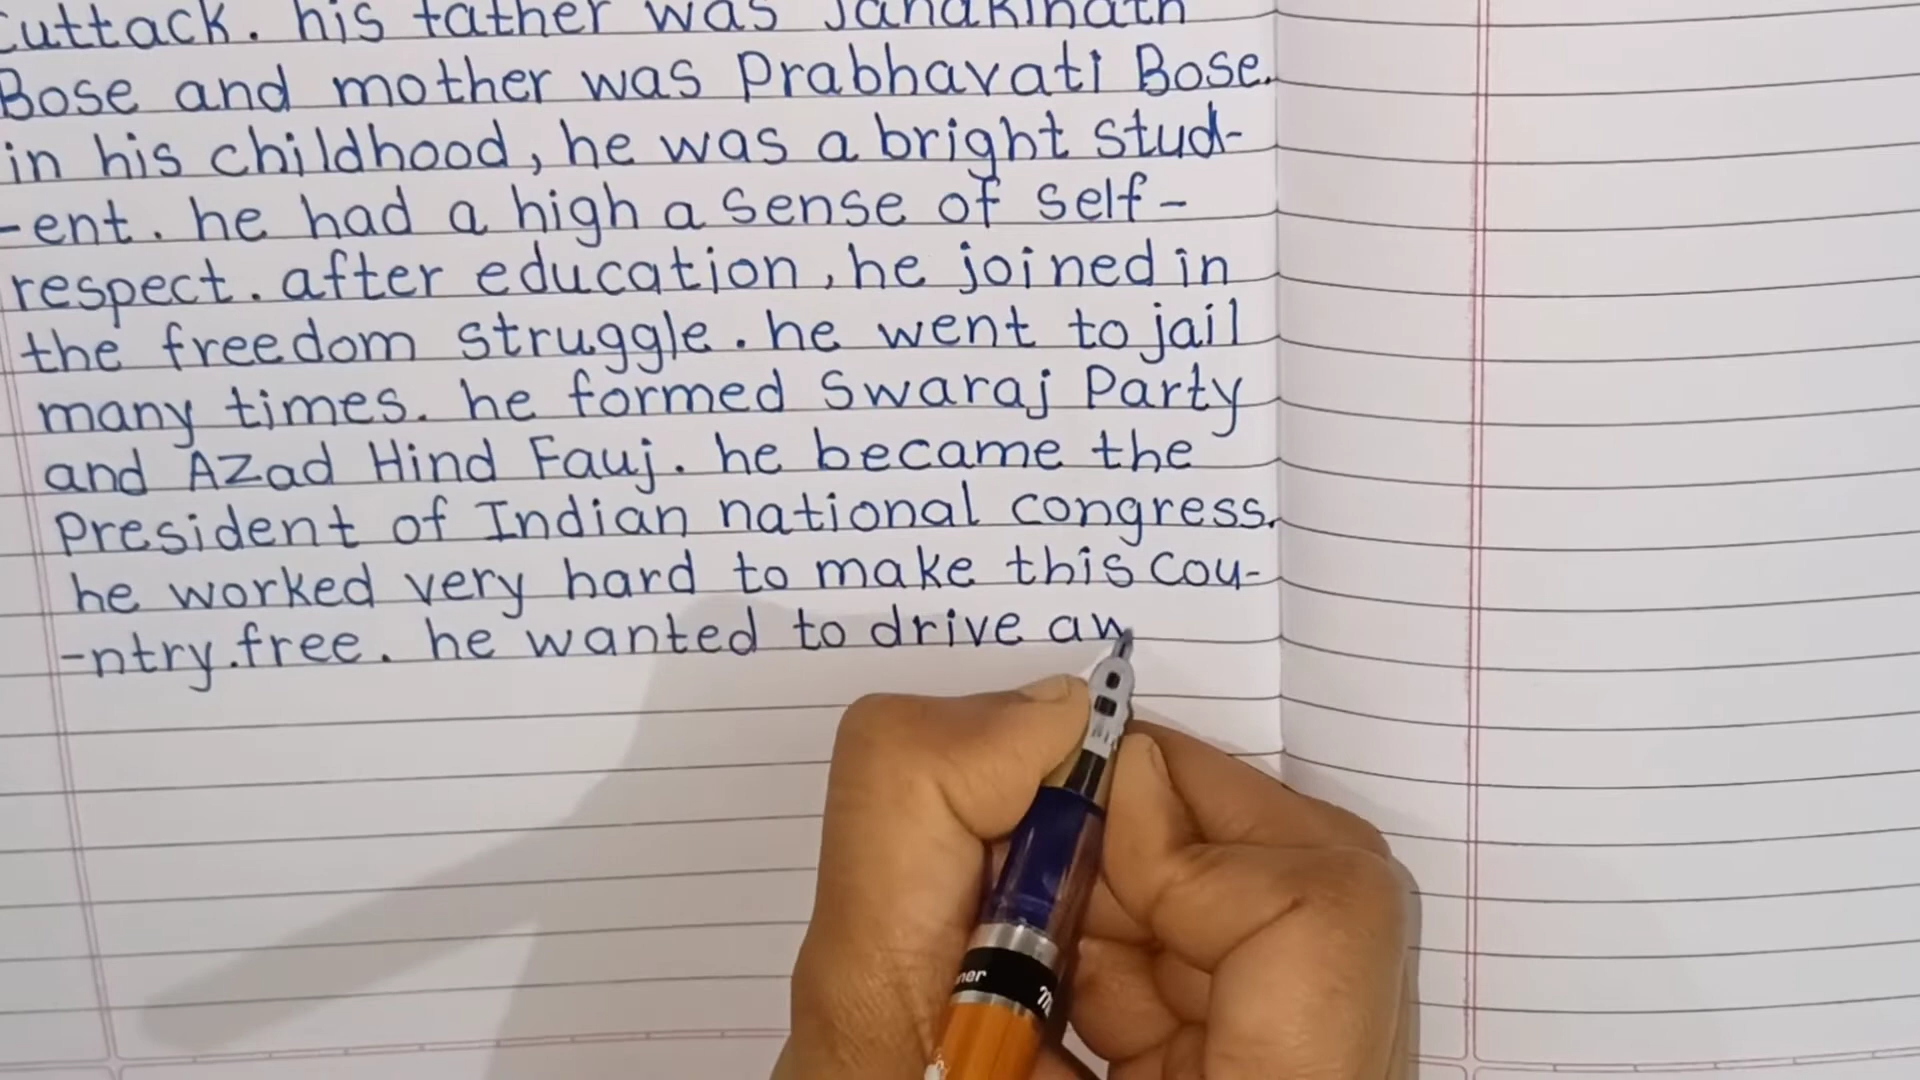 cuttack. his father was Janakinath
Bose and mother was Prabhavati Bose.
in his childhood, he was a bright stud-
-ent. he had a high a sense of self-
respect. after education, he joined in
the freedom struggle. he went to jail
many times. he formed Swaraj Party
and Azad Hind Fauj. he became the
President of Indian national congress.
he worked very hard to make this cou-
-ntry.free. he wanted to drive aw